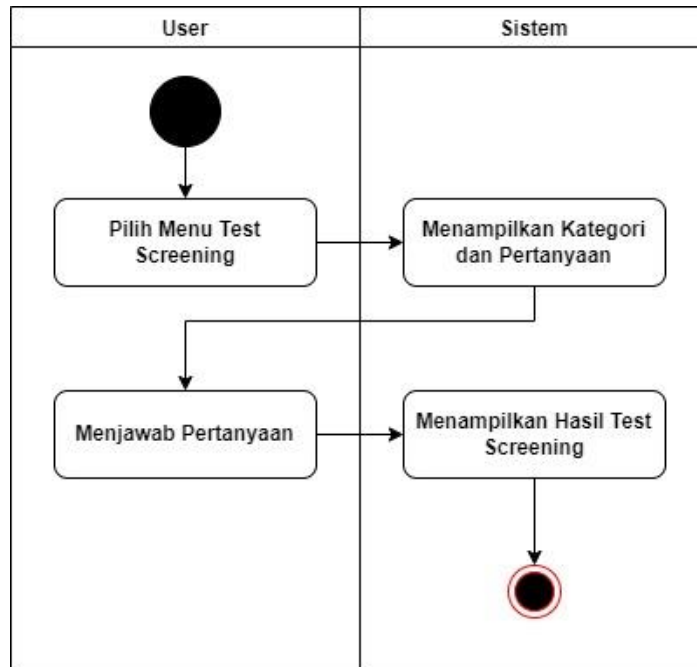 User
Sistem
Pilih Menu Test
Screening
Menampilkan Kategori
dan Pertanyaan
Menjawab Pertanyaan
Menampilkan Hasil Test
Screening